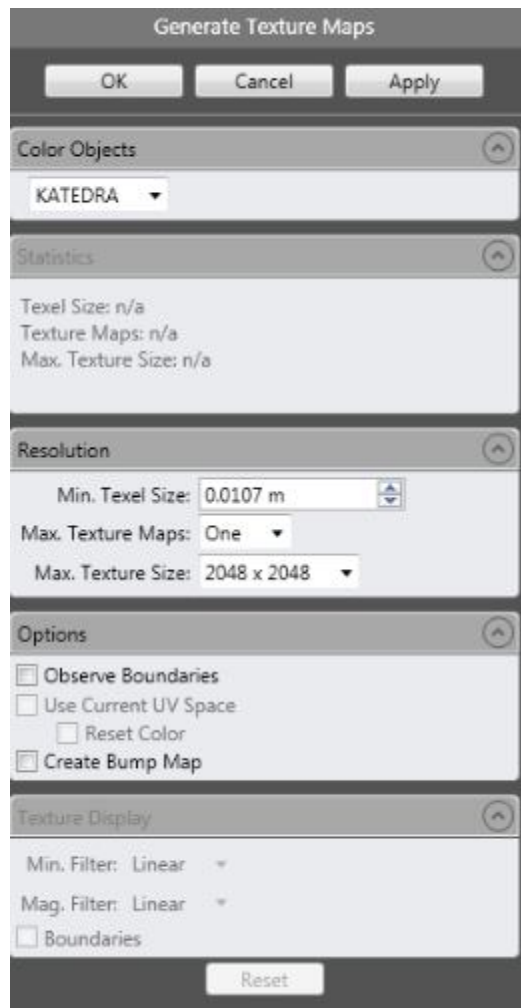 Generate Texture Maps
OK Cancel Apply
Color Objects
KATEDRA
Statistics
Texel Size: n/a
Texture Maps: n/a
Max. Texture Size: n/a
Resolution
Min. Texel Size: 0.0107 m
Max. Texture Maps: One
Max. Texture Size: 2048 x 2048
Options
Observe Boundaries
Use Current UV Space
Reset Color
Create Bump Map
Texture Display
Min. Filter: Linear
Mag. Filter: Linear
Boundaries
Reset